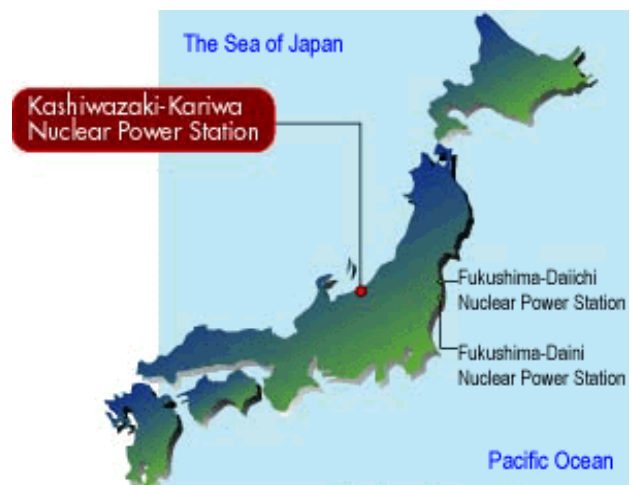 The Sea of Japan
Kashiwazaki-Kariwa
Nuclear Power Station
Fukushima-Daiichi
Nuclear Power Station
Fukushima-Daini
Nuclear Power Station
Pacific Ocean